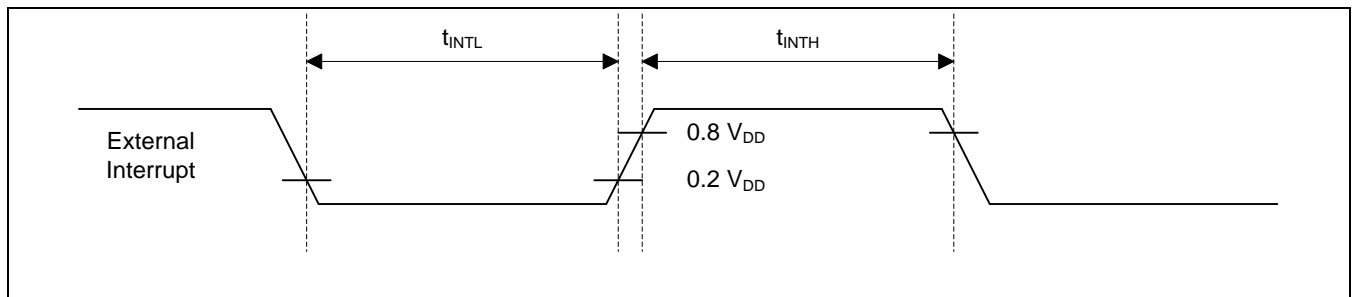 tINTL
tINTH
External
Interrupt
0.8 VDD
0.2 VDD